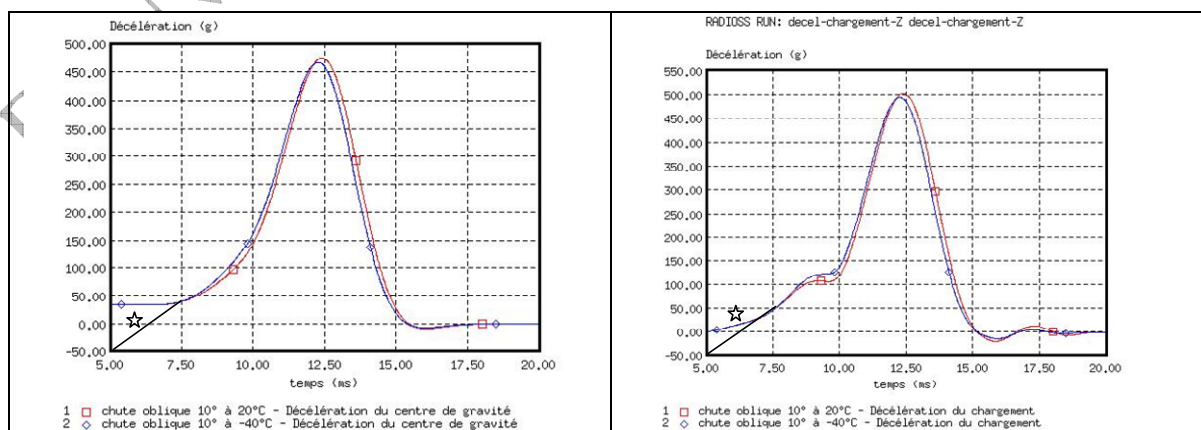 Décélération (g)
500.00
450.00
400.00
350.00
300.00
250.00
200.00
150.00
100.00
50.00
0.00
-50.00
5.00 7.50 10.00 12.50 15.00 17.50 20.00
temps (ms)
1 chute oblique 10° à 20°C - Décélération du centre de gravité
2 chute oblique 10° à -40°C - Décélération du centre de gravité
RADIOSS RUN: decel-chargement-Z decel-chargement-Z
Décélération (g)
550.00
500.00
450.00
400.00
350.00
300.00
250.00
200.00
150.00
100.00
50.00
0.00
-50.00
5.00 7.50 10.00 12.50 15.00 17.50 20.00
temps (ms)
1 chute oblique 10° à 20°C - Décélération du chargement
2 chute oblique 10° à -40°C - Décélération du chargement